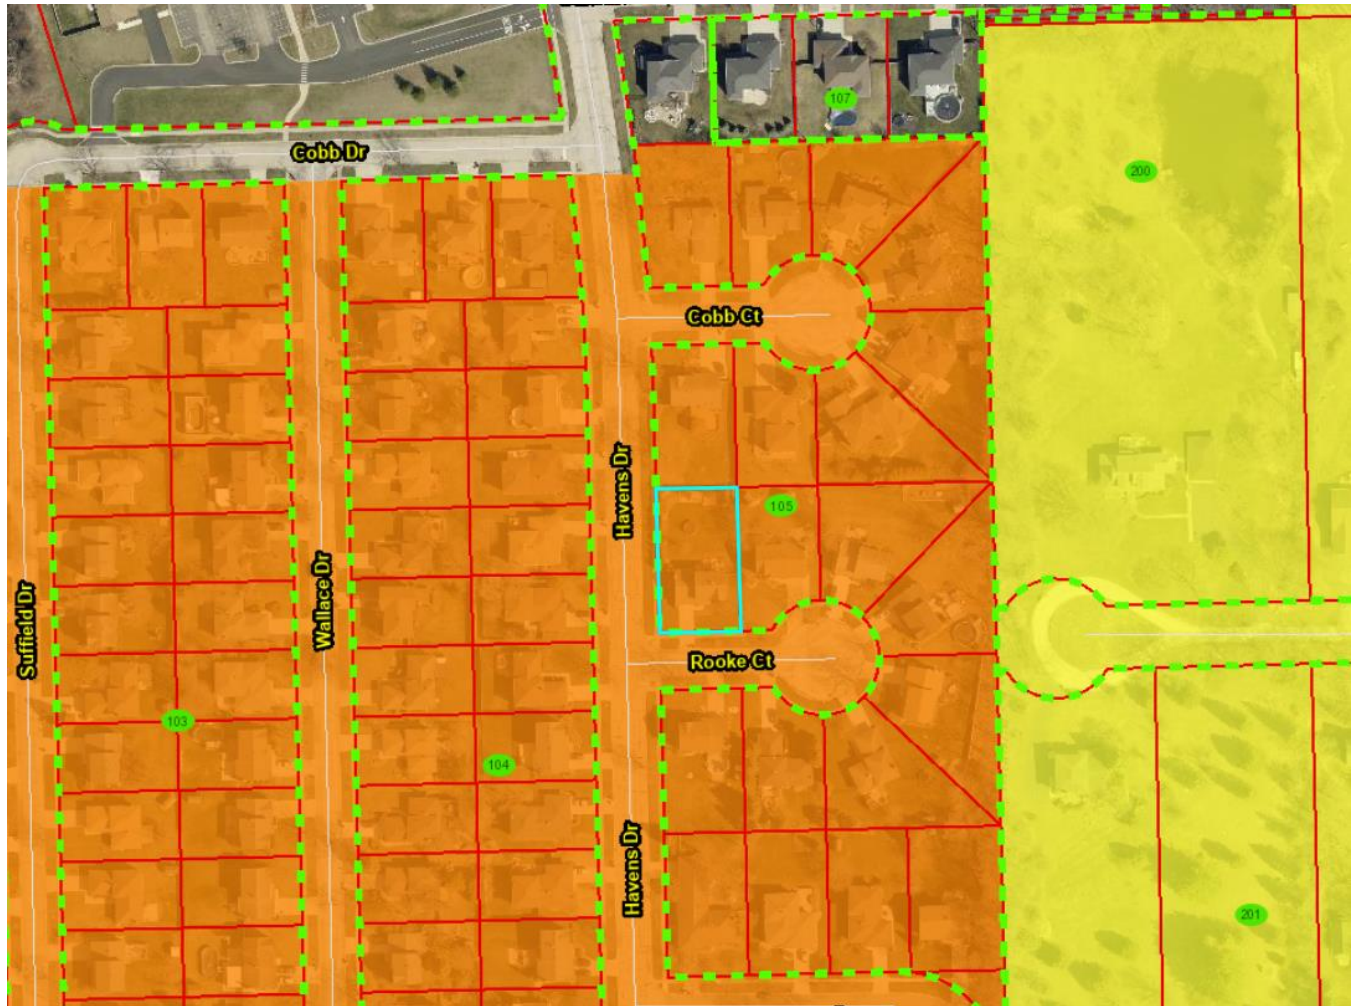 107
Cobb Dr
200
Cobb Ct
Havens Dr
105
Suffield Dr
Wallace Dr
Rooke Ct
103
104
Havens Dr
201